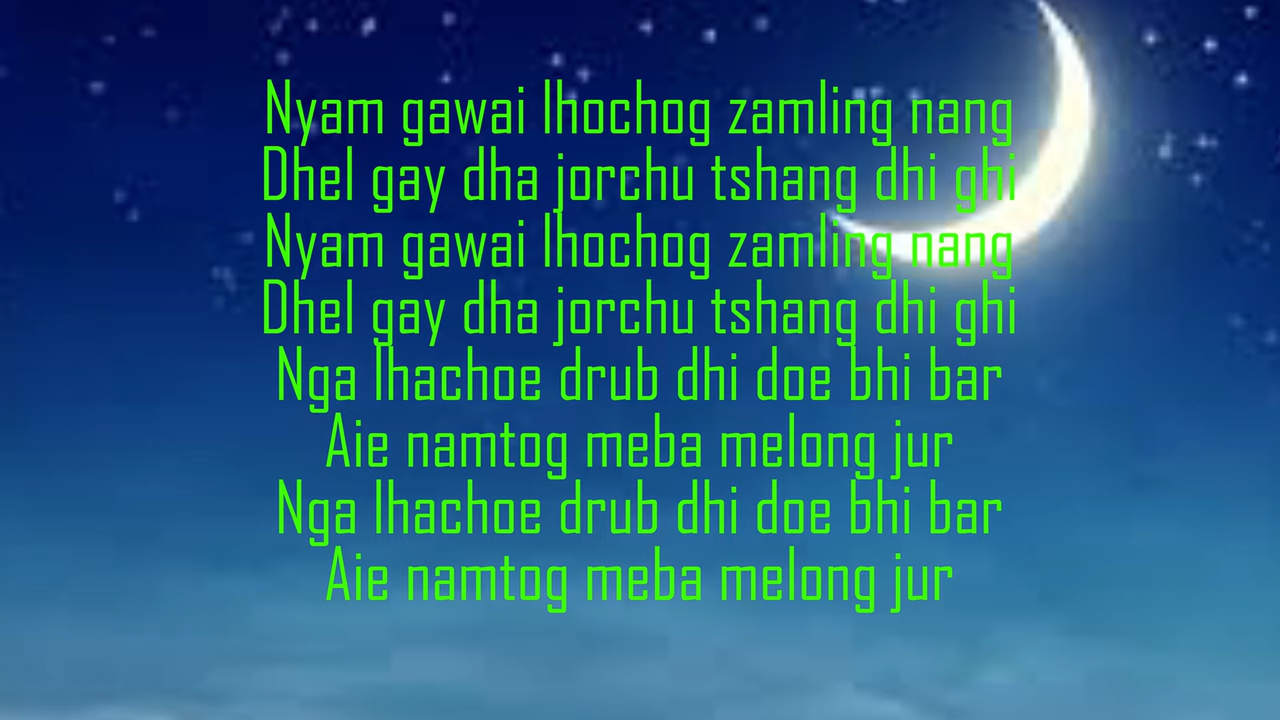 Nyam gawai lhochog zamling nang
Dhel gay dha jorchu tshang dhi ghi
Nyam gawai lhochog zamling nang
Dhel gay dha jorchu tshang dhi ghi
Nga lhachoe drub dhi doe bhi bar
Aie namtog meba melong jur
Nga lhachoe drub dhi doe bhi bar
Aie namtog meba melong jur